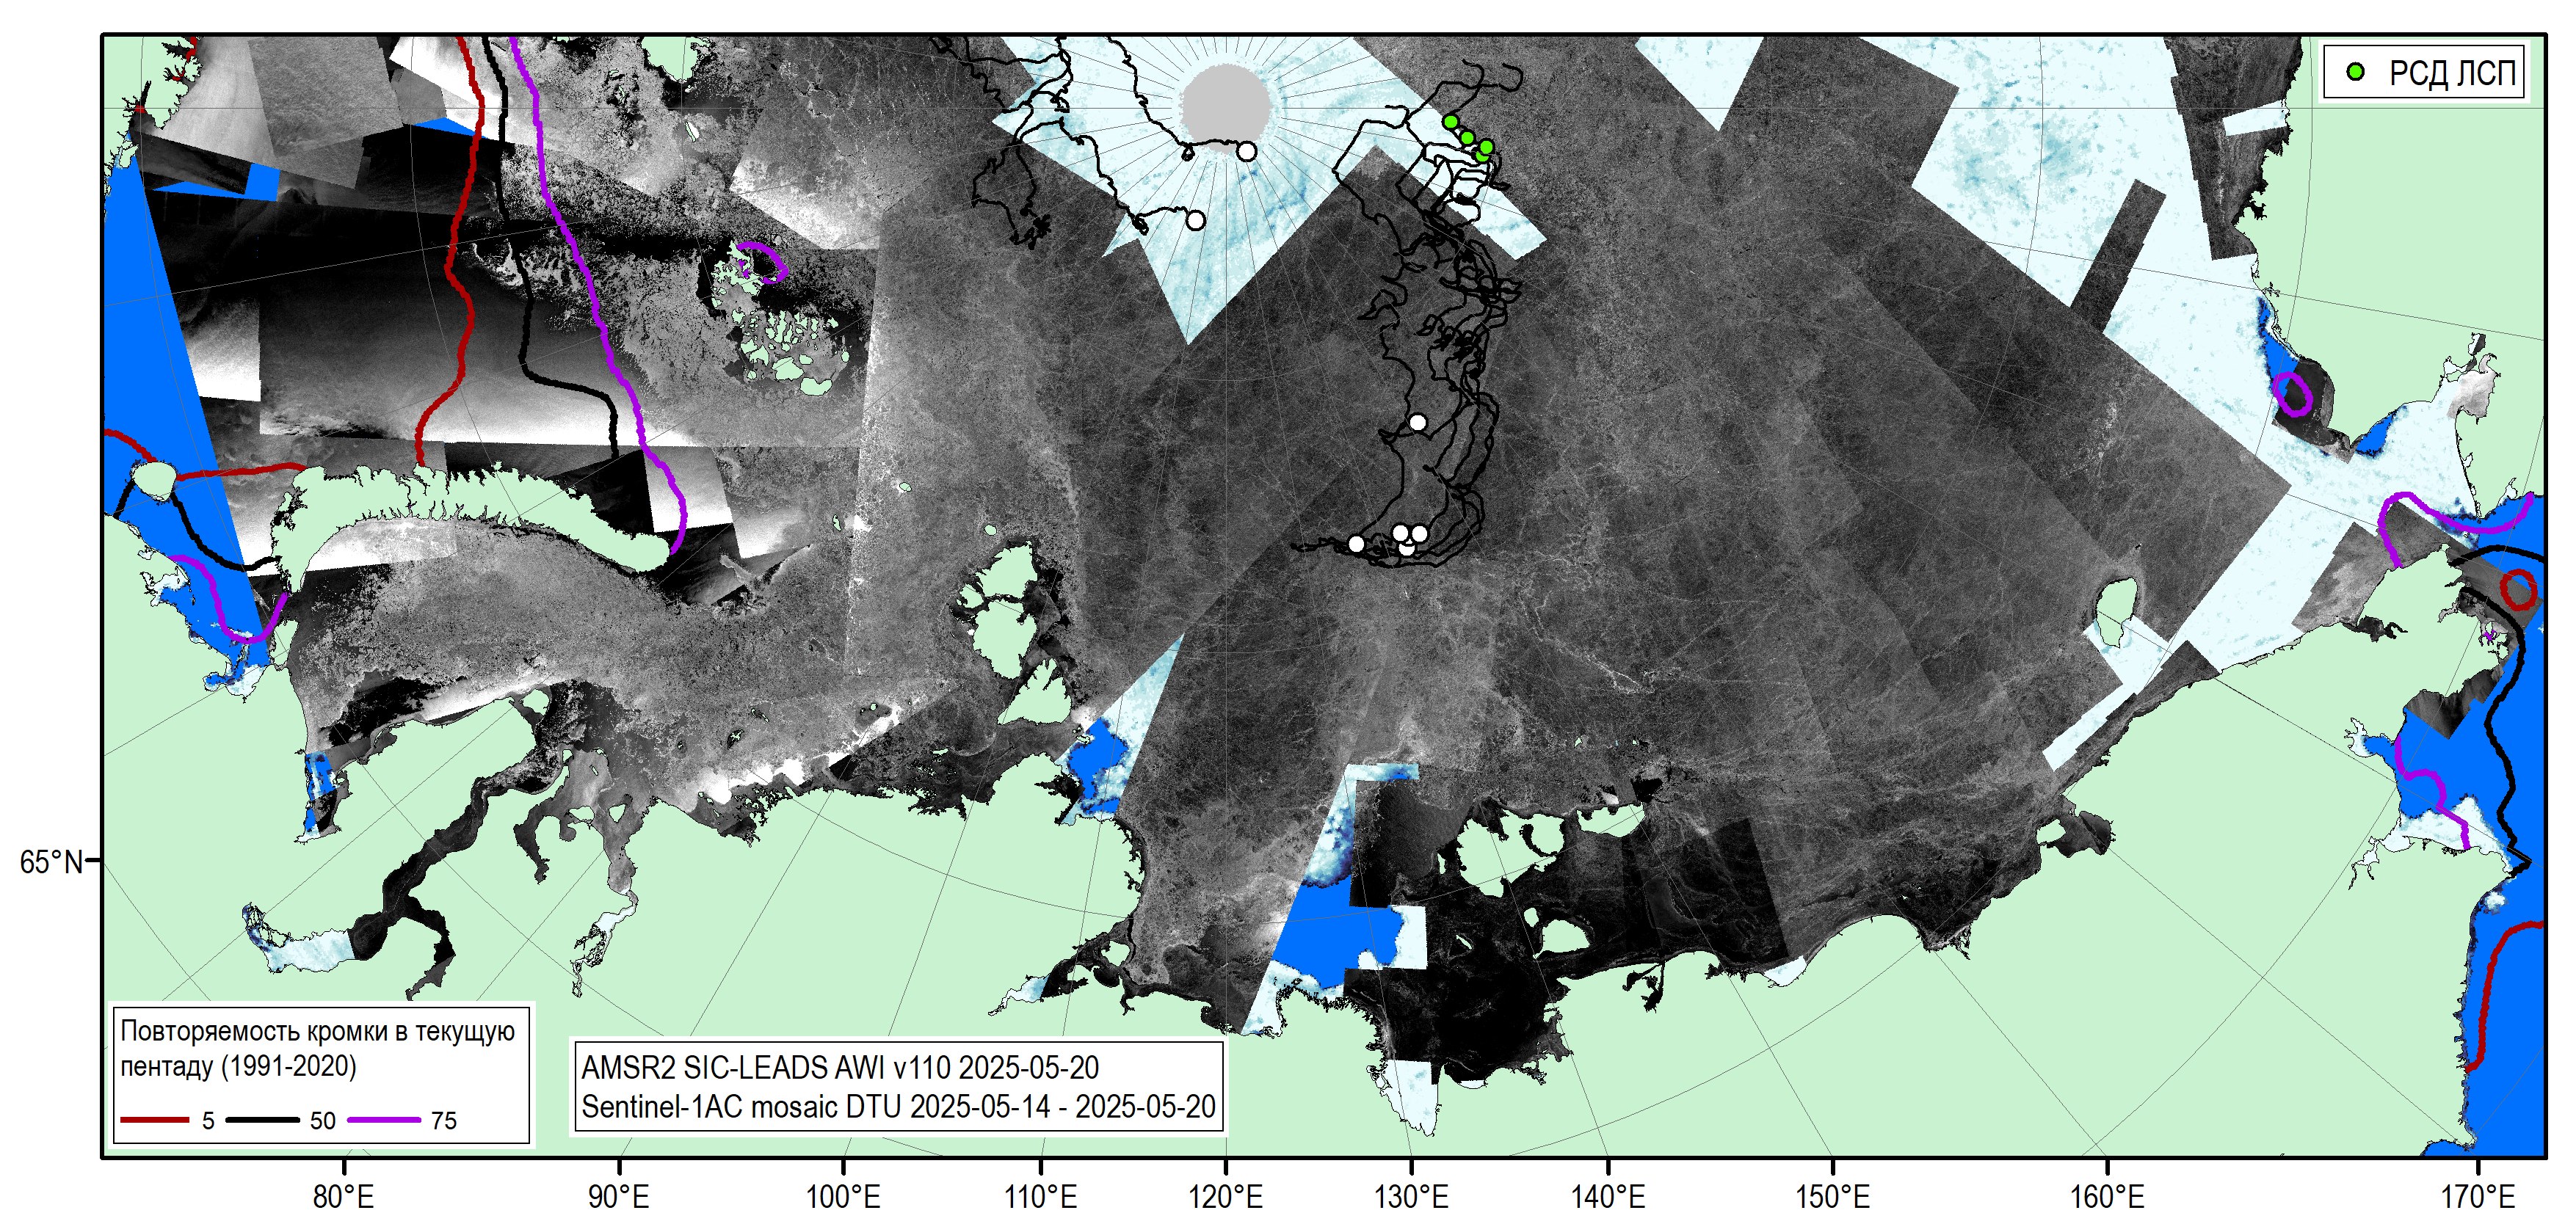 РСД ЛСП
65°N
Повторяемость кромки в текущую
пентаду (1991-2020)
5 50 75
AMSR2 SIC-LEADS AWI v110 2025-05-20
Sentinel-1AC mosaic DTU 2025-05-14 - 2025-05-20
80°E 90°E 100°E 110°E 120°E 130°E 140°E 150°E 160°E 170°E